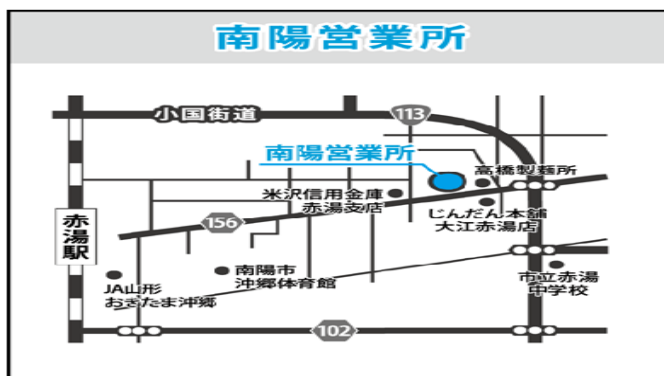 南陽営業所
小国街道
113
南陽営業所
高橋製麺所
米沢信用金庫
赤湯支店
じんだん本舗
大江赤湯店
156
赤湯駅
南陽市
沖郷体育館
市立赤湯
中学校
JA山形
おきたま沖郷
102